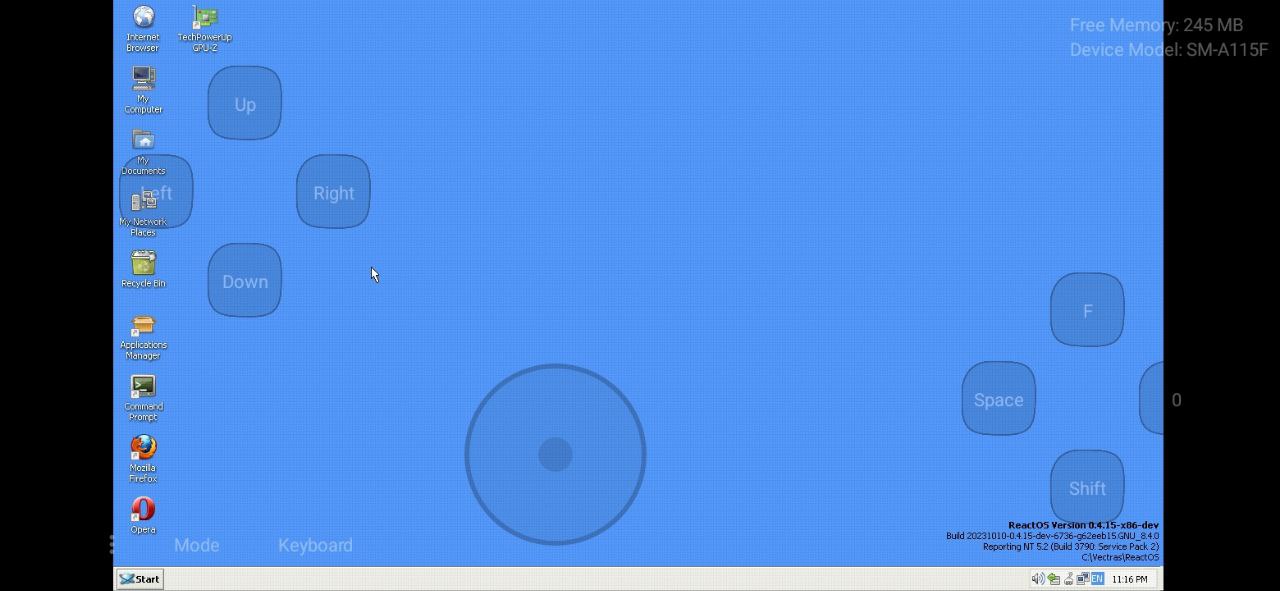 Internet
Browser
TechPowerUp
GPU-Z
Free Memory: 245 MB
Device Model: SM-A115F
My
Computer
Up
My
Documents
Left
Right
My Network
Places
Recycle Bin
Down
F
Applications
Manager
Space
0
Command
Prompt
Mozilla
Firefox
Shift
Opera
Mode
Keyboard
ReactOS Version 0.4.15-x86-dev
Build 20231010-0.4.15-dev-6736-g62eeb15.GNU_8.4.0
Reporting NT 5.2 (Build 3790: Service Pack 2)
C:\Vectras\ReactOS
Start
EN
11:16 PM